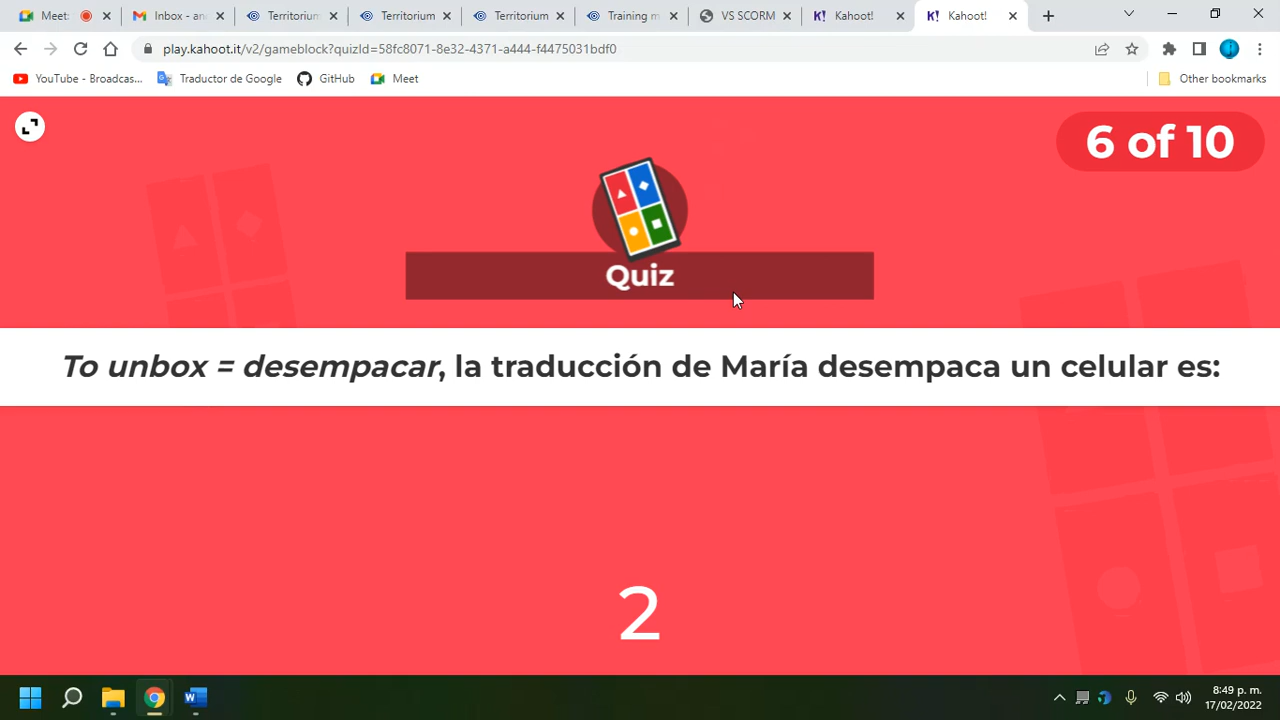 Meet:
Inbox - an
Territorium
Territorium
Territorium
Training m
VS SCORM
Kahoot!
Kahoot!
play.kahoot.it/v2/gameblock?quizId=58fc8071-8e32-4371-a444-f4475031bdf0
YouTube - Broadcas...
Traductor de Google
GitHub
Meet
Other bookmarks
6 of 10
Quiz
To unbox = desempacar, la traducción de María desempaca un celular es:
2
8:49 p. m.
17/02/2022